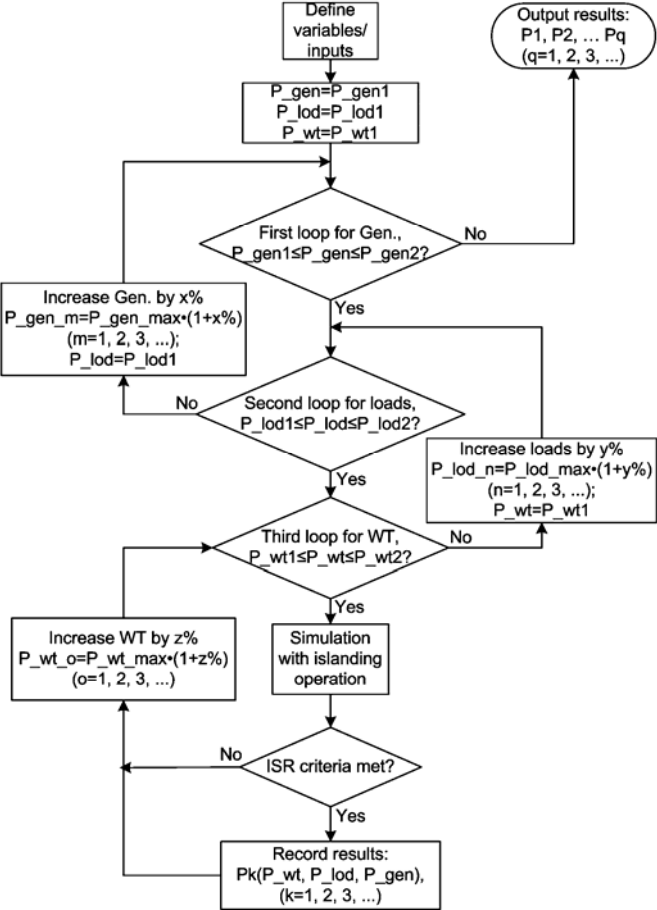 Define
variables/
inputs
Output results:
P1, P2, … Pq
(q=1, 2, 3, ...)
P_gen=P_gen1
P_lod=P_lod1
P_wt=P_wt1
First loop for Gen.,
P_gen1≤P_gen≤P_gen2?
No
Yes
Increase Gen. by x%
P_gen_m=P_gen_max•(1+x%)
(m=1, 2, 3, ...);
P_lod=P_lod1
Second loop for loads,
P_lod1≤P_lod≤P_lod2?
No
Yes
Increase loads by y%
P_lod_n=P_lod_max•(1+y%)
(n=1, 2, 3, ...);
P_wt=P_wt1
Third loop for WT,
P_wt1≤P_wt≤P_wt2?
No
Yes
Increase WT by z%
P_wt_o=P_wt_max•(1+z%)
(o=1, 2, 3, ...)
Simulation
with islanding
operation
ISR criteria met?
No
Yes
Record results:
Pk(P_wt, P_lod, P_gen),
(k=1, 2, 3, ...)